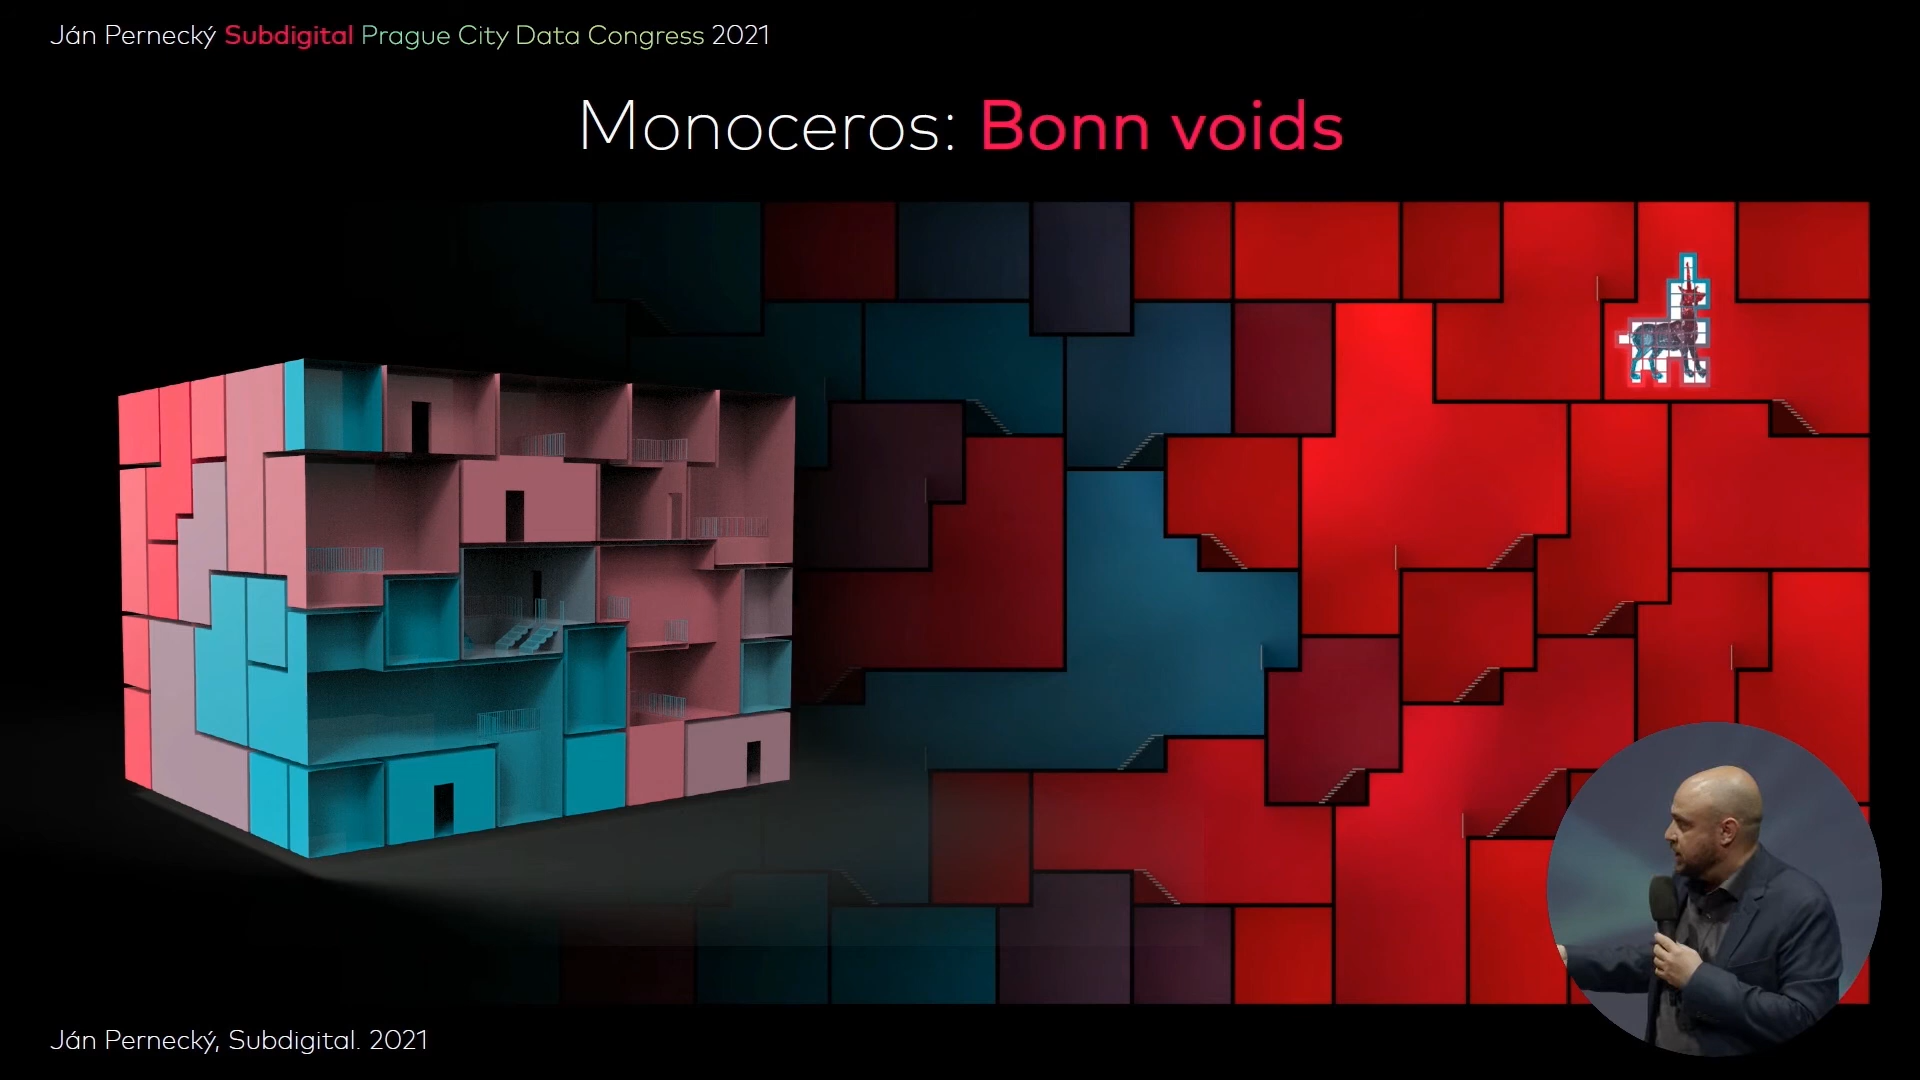 Ján Pernecký Subdigital Prague City Data Congress 2021
Monoceros: Bonn voids
Ján Pernecký, Subdigital. 2021